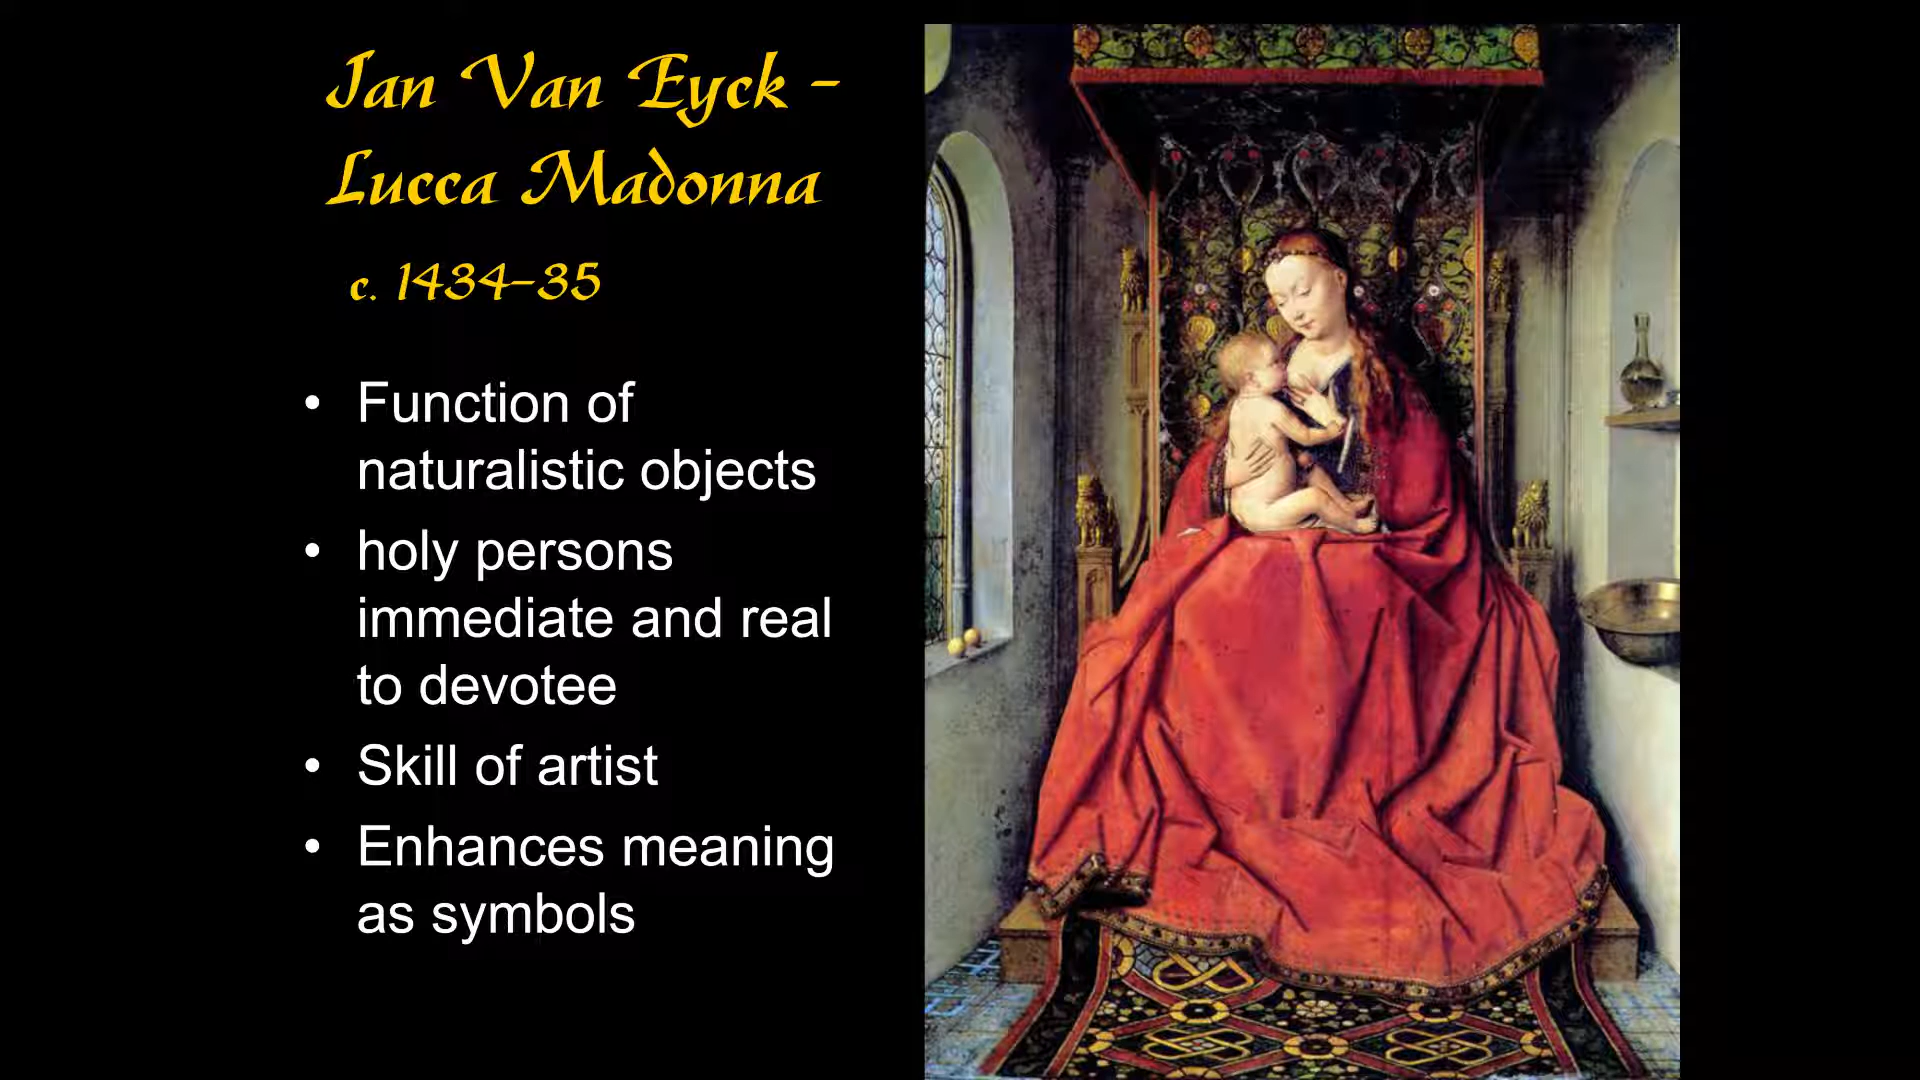 Jan Van Eyck -
Lucca Madonna
c. 1434–35
• Function of
naturalistic objects
• holy persons
immediate and real
to devotee
• Skill of artist
• Enhances meaning
as symbols